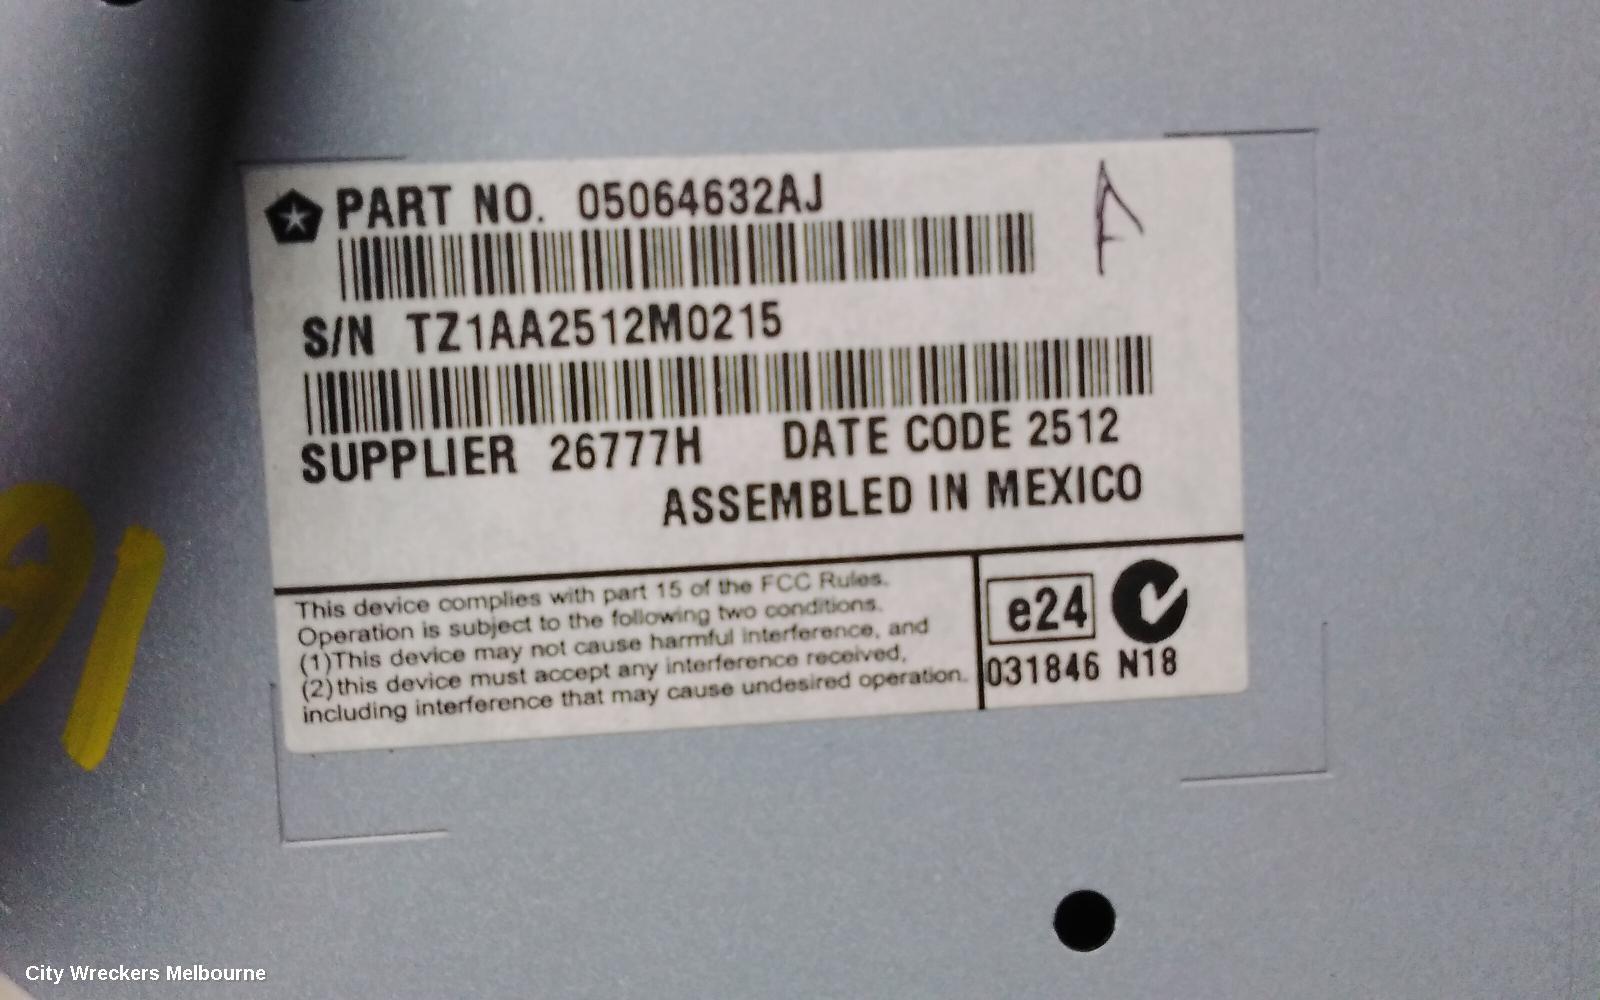 PART NO. 05064632AJ
S/N TZ1AA2512M0215
SUPPLIER 26777H DATE CODE 2512
ASSEMBLED IN MEXICO
This device complies with part 15 of the FCC Rules.
Operation is subject to the following two conditions.
(1)This device may not cause harmful interference, and
(2)this device must accept any interference received,
including interference that may cause undesired operation.
e24
031846 N18
91
City Wreckers Melbourne